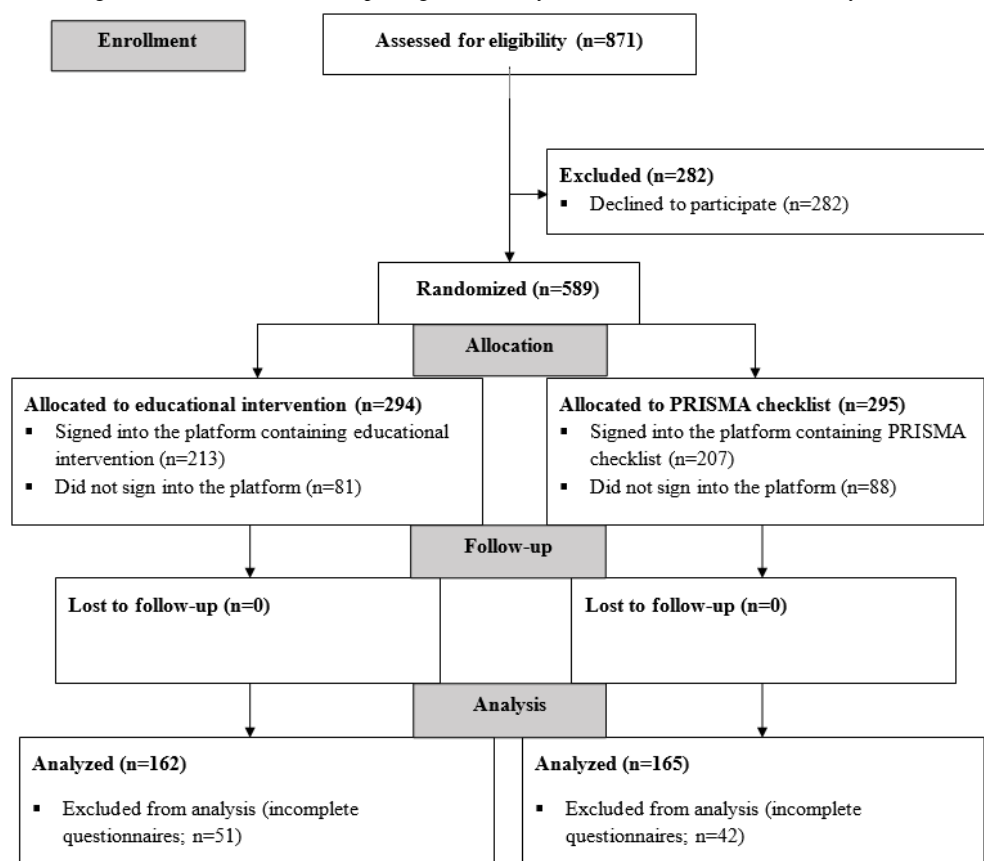 Enrollment
Assessed for eligibility (n=871)
Excluded (n=282)
▪ Declined to participate (n=282)
Randomized (n=589)
Allocation
Allocated to educational intervention (n=294)
▪ Signed into the platform containing educational
intervention (n=213)
▪ Did not sign into the platform (n=81)
Allocated to PRISMA checklist (n=295)
▪ Signed into the platform containing PRISMA
checklist (n=207)
▪ Did not sign into the platform (n=88)
Follow-up
Lost to follow-up (n=0)
Lost to follow-up (n=0)
Analysis
Analyzed (n=162)
▪ Excluded from analysis (incomplete
questionnaires; n=51)
Analyzed (n=165)
▪ Excluded from analysis (incomplete
questionnaires; n=42)